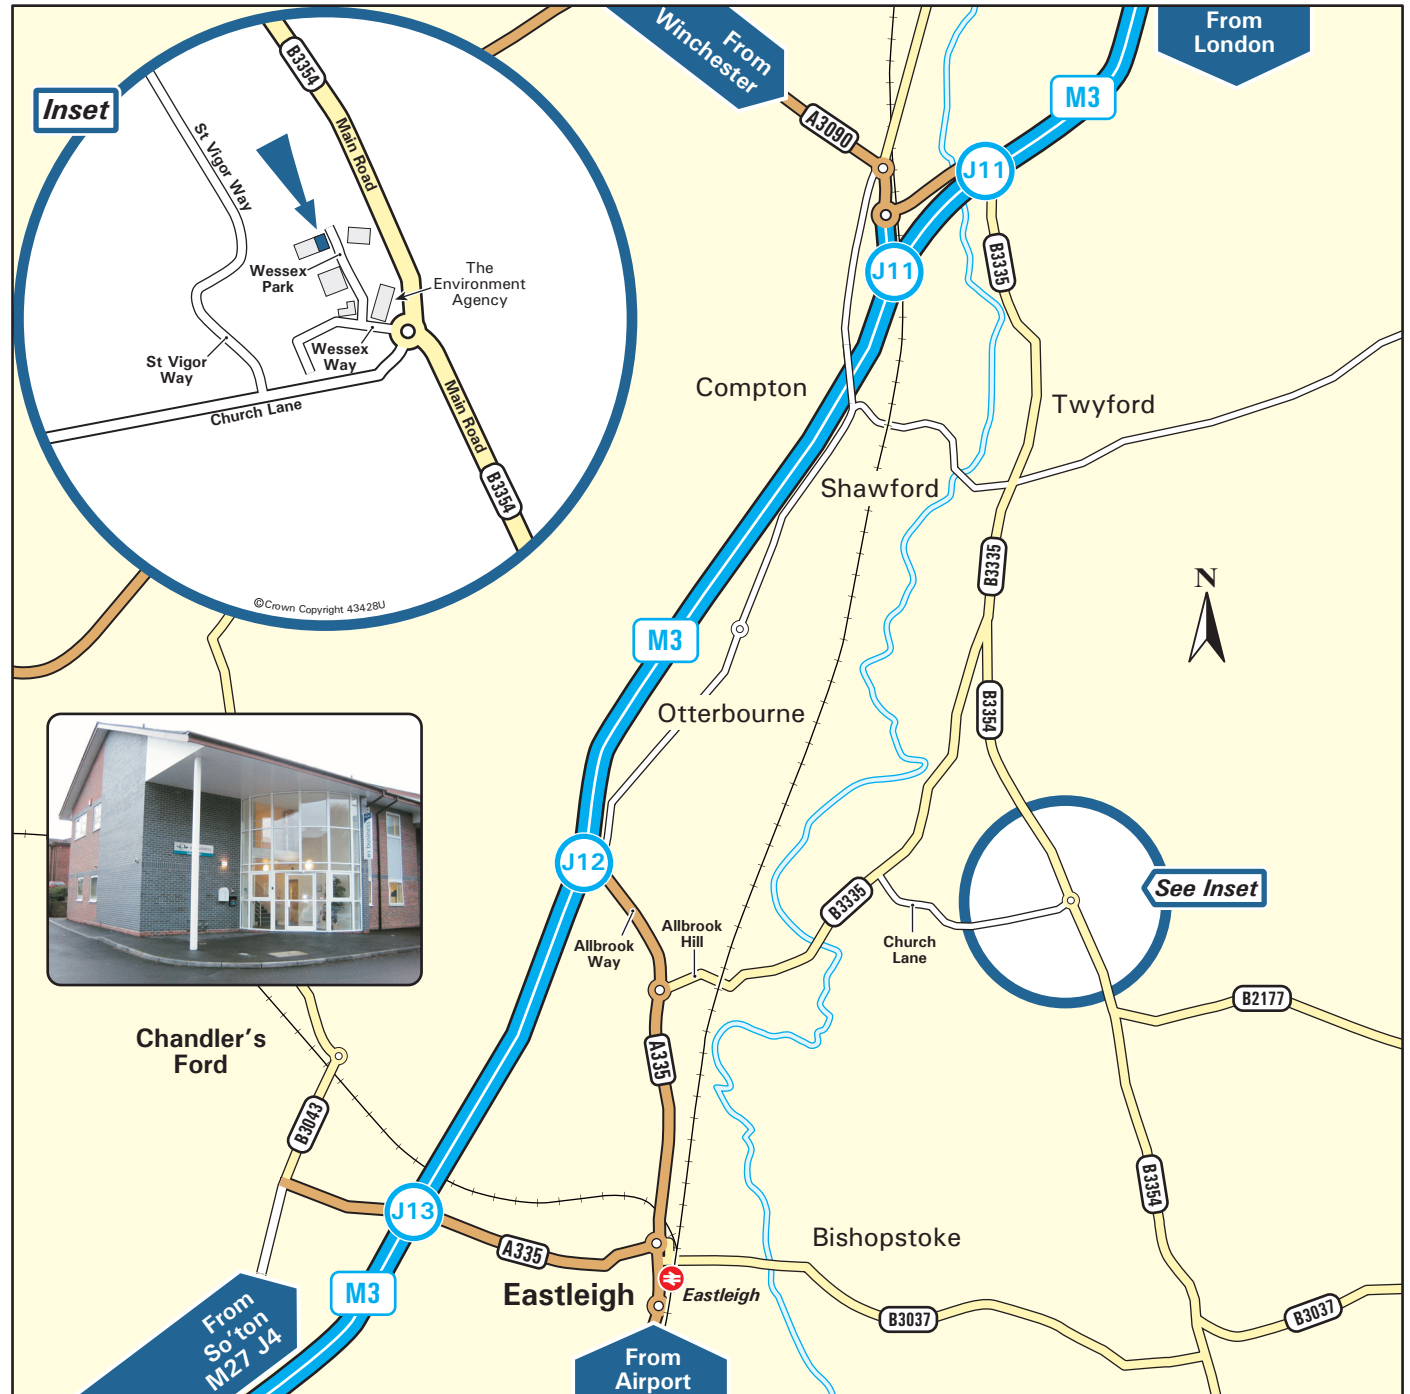 From
Winchester
From
London
Inset
B3354
Main Road
St Vigor Way
M3
A3090
J11
J11
B3335
Wessex
Park
The
Environment
Agency
St Vigor
Way
Wessex
Way
Church Lane
Main Road
B3354
©Crown Copyright 43428U
Compton
Twyford
Shawford
B3335
N
M3
Otterbourne
B3354
J12
See Inset
B3335
Allbrook
Way
Allbrook
Hill
Church
Lane
B2177
Chandler's
Ford
A335
B3043
B3354
J13
A335
Bishopstoke
M3
Eastleigh
Eastleigh
B3037
B3037
From
So'ton
M27 J4
From
Airport